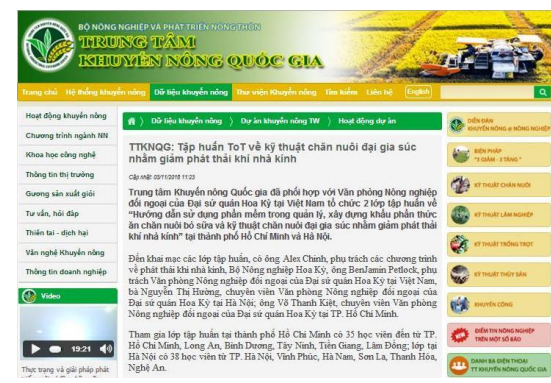 BỘ NÔNG NGHIỆP VÀ PHÁT TRIỂN NÔNG THÔN
TRUNG TÂM
KHUYẾN NÔNG QUỐC GIA
Trang chủ Hệ thống khuyến nông Dữ liệu khuyến nông Thư viện Khuyến nông Tìm kiếm Liên hệ English
Hoạt động khuyến nông
Chương trình ngành NN
Khoa học công nghệ
Thông tin thị trường
Gương sản xuất giỏi
Tư vấn, hỏi đáp
Thiên tai - dịch hại
Văn nghệ Khuyến nông
Thông tin doanh nghiệp
Video
19:21
Thực trạng và giải pháp phát
Dữ liệu khuyến nông Dự án khuyến nông TW Hoạt động dự án
TTKNQG: Tập huấn ToT về kỹ thuật chăn nuôi đại gia súc
nhằm giảm phát thải khí nhà kính
Cập nhât 03/11/2018 11:23
Trung tâm Khuyến nông Quốc gia đã phối hợp với Văn phòng Nông nghiệp
đối ngoại của Đại sứ quán Hoa Kỳ tại Việt Nam tổ chức 2 lớp tập huấn về
“Hướng dẫn sử dụng phần mềm trong quản lý, xây dựng khẩu phần thức
ăn chăn nuôi bò sữa và kỹ thuật chăn nuôi đại gia súc nhằm giảm phát thải
khí nhà kính” tại thành phố Hồ Chí Minh và Hà Nội.
Đến khai mạc các lớp tập huấn, có ông Alex Chinh, phụ trách các chương trình
về phát thải khí nhà kính, Bộ Nông nghiệp Hoa Kỳ, ông BenJamin Petlock, phụ
trách Văn phòng Nông nghiệp đối ngoại của Đại sứ quán Hoa Kỳ tại Việt Nam,
bà Nguyễn Thị Hường, chuyên viên Văn phòng Nông nghiệp đối ngoại của
Đại sứ quán Hoa Kỳ tại Hà Nội; ông Võ Thanh Kiệt, chuyên viên Văn phòng
Nông nghiệp đối ngoại của Đại sứ quán Hoa Kỳ tại TP. Hồ Chí Minh.
Tham gia lớp tập huấn tại thành phố Hồ Chí Minh có 35 học viên đến từ TP.
Hồ Chí Minh, Long An, Bình Dương, Tây Ninh, Tiền Giang, Lâm Đồng; lớp tại
Hà Nội có 38 học viên từ TP. Hà Nội, Vĩnh Phúc, Hà Nam, Sơn La, Thanh Hóa,
Nghệ An.
DIỄN ĐÀN
KHUYẾN NÔNG @ NÔNG NGHIỆP
BIỆN PHÁP
"3 GIẢM - 3 TĂNG "
KỸ THUẬT CHĂN NUÔI
KỸ THUẬT LÂM NGHIỆP
KỸ THUẬT TRỒNG TRỌT
KỸ THUẬT THỦY SẢN
KHUYẾN CÔNG
ĐIỂM TIN NÔNG NGHIỆP
TRÊN MỘT SỐ BÁO
DANH BẠ ĐIỆN THOẠI
TT KHUYẾN NÔNG QUỐC GIA